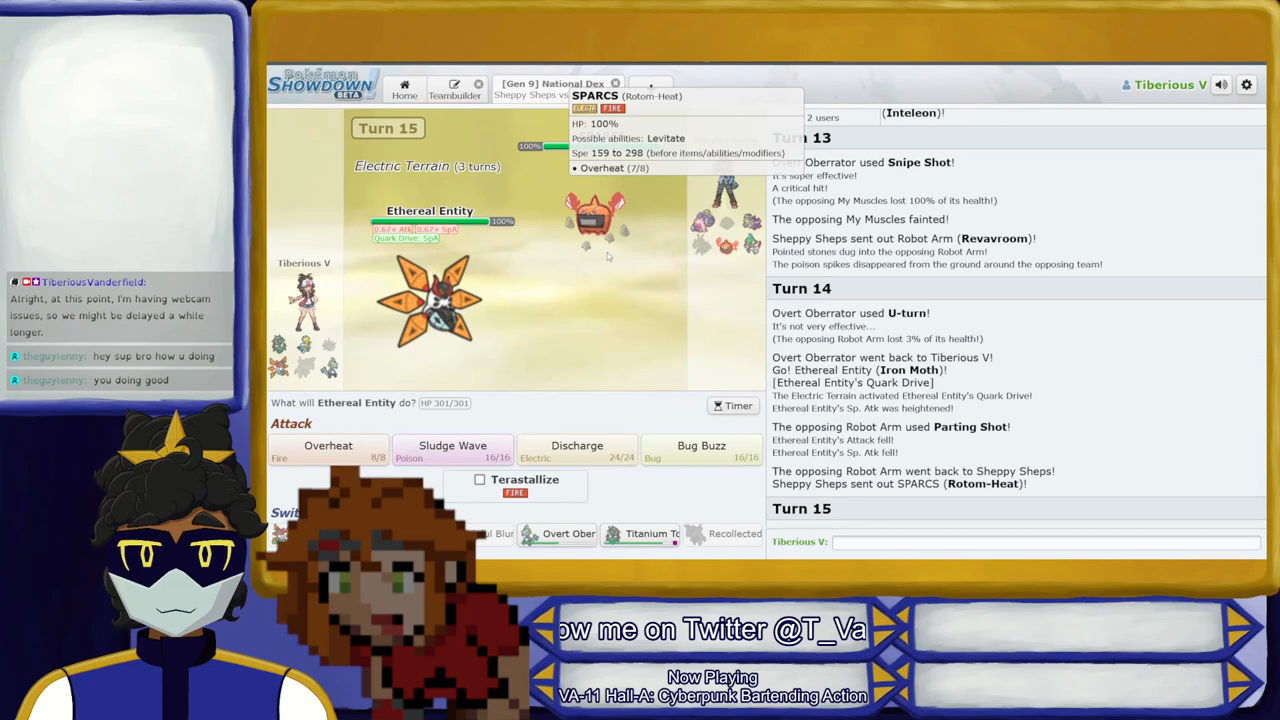 Pokémon
SHOWDOWN
BETA
Home
Teambuilder
[Gen 9] National Dex
Sheppy Sheps vs
Tiberious V
SPARCS (Rotom-Heat)
ELECTR FIRE
HP: 100%
Possible abilities: Levitate
Spe 159 to 298 (before items/abilities/modifiers)
• Overheat (7/8)
Turn 15
100%
Electric Terrain (3 turns)
Ethereal Entity
100%
0.67× Atk 0.67× SpA
Quark Drive: SpA
Tiberious V
2 users
(Inteleon)!
Turn 13
Overt Oberrator used Snipe Shot!
It's super effective!
A critical hit!
(The opposing My Muscles lost 100% of its health!)
The opposing My Muscles fainted!
Sheppy Sheps sent out Robot Arm (Revavroom)!
Pointed stones dug into the opposing Robot Arm!
The poison spikes disappeared from the ground around the opposing team!
Turn 14
Overt Oberrator used U-turn!
It's not very effective...
(The opposing Robot Arm lost 3% of its health!)
Overt Oberrator went back to Tiberious V!
Go! Ethereal Entity (Iron Moth)!
[Ethereal Entity's Quark Drive]
The Electric Terrain activated Ethereal Entity's Quark Drive!
Ethereal Entity's Sp. Atk was heightened!
The opposing Robot Arm used Parting Shot!
Ethereal Entity's Attack fell!
Ethereal Entity's Sp. Atk fell!
The opposing Robot Arm went back to Sheppy Sheps!
Sheppy Sheps sent out SPARCS (Rotom-Heat)!
Turn 15
Tiberious V:
What will Ethereal Entity do? HP 301/301
Timer
Attack
Overheat
Fire 8/8
Sludge Wave
Poison 16/16
Discharge
Electric 24/24
Bug Buzz
Bug 16/16
Terastallize
FIRE
Swit
ul Blur
Overt Ober
Titanium To
Recollected
TiberiousVanderfield:
Alright, at this point, I'm having webcam
issues, so we might be delayed a while
longer.
theguylenny: hey sup bro how u doing
theguylenny: you doing good
ow me on Twitter @T_Va
Now Playing
VA-11 Hall-A: Cyberpunk Bartending Action